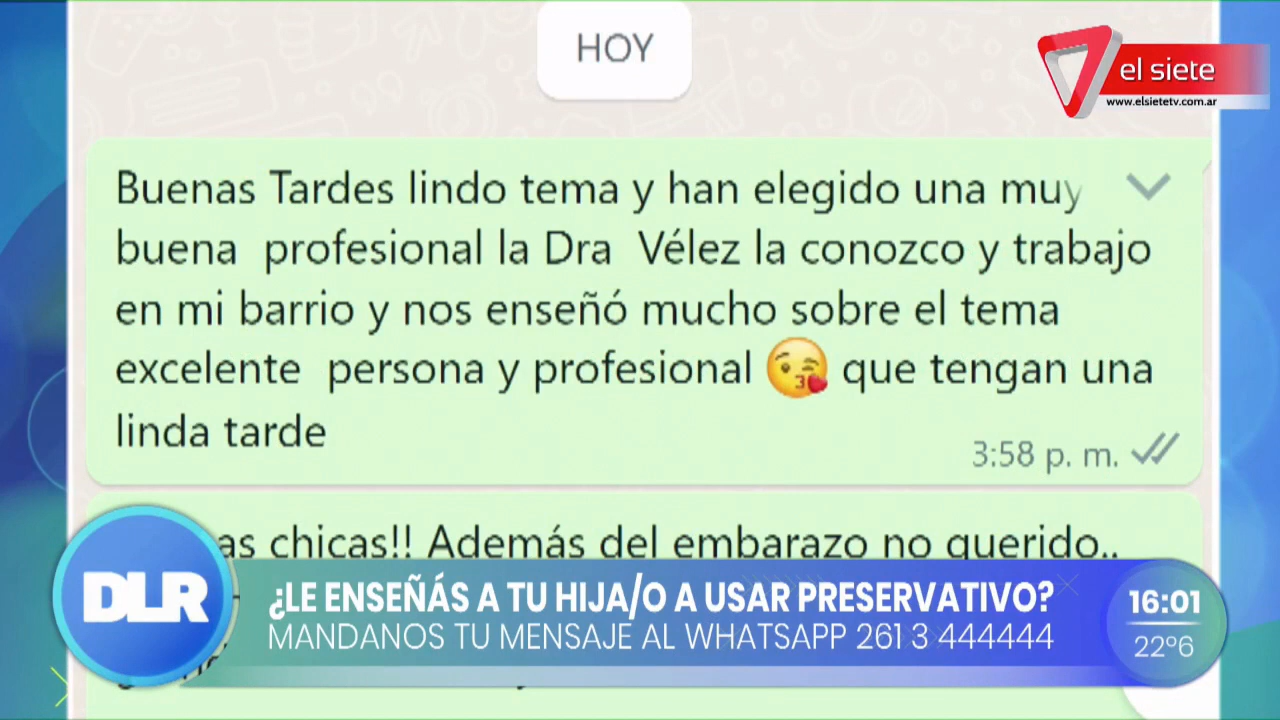 HOY
el siete
www.elsietetv.com.ar
Buenas Tardes lindo tema y han elegido una muy
buena profesional la Dra Vélez la conozco y trabajo
en mi barrio y nos enseñó mucho sobre el tema
excelente persona y profesional 😘 que tengan una
linda tarde
3:58 p. m.
chicas!! Además del embarazo no querido..
DLR
¿LE ENSEÑÁS A TU HIJA/O A USAR PRESERVATIVO?
MANDANOS TU MENSAJE AL WHATSAPP 261 3 444444
16:01
22º6